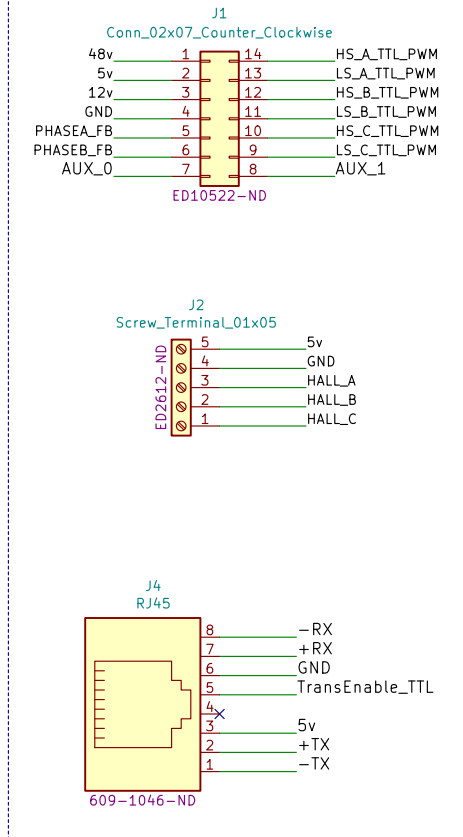 J1
Conn_02x07_Counter_Clockwise
48v 1 14 HS_A_TTL_PWM
5v 2 13 LS_A_TTL_PWM
12v 3 12 HS_B_TTL_PWM
GND 4 11 LS_B_TTL_PWM
PHASEA_FB 5 10 HS_C_TTL_PWM
PHASEB_FB 6 9 LS_C_TTL_PWM
AUX_0 7 8 AUX_1
ED10522-ND
J2
Screw_Terminal_01x05
ED2612-ND
5 5v
4 GND
3 HALL_A
2 HALL_B
1 HALL_C
J4
RJ45
8 -RX
7 +RX
6 GND
5 TransEnable_TTL
4
3 5v
2 +TX
1 -TX
609-1046-ND